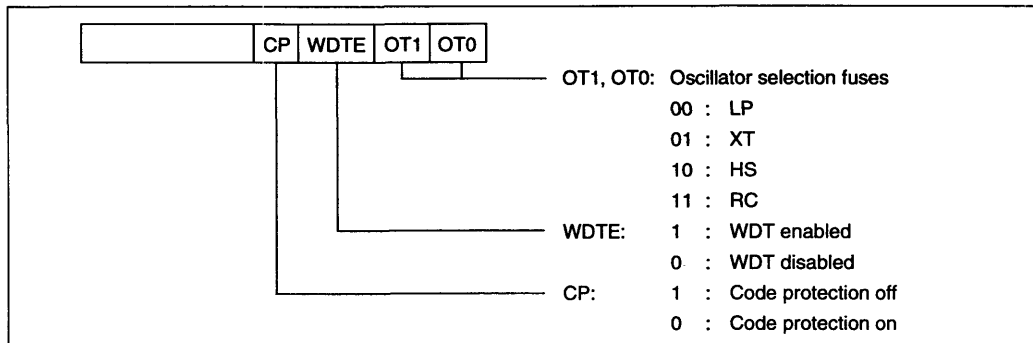 CP WDTE OT1 OT0
OT1, OT0: Oscillator selection fuses
00 : LP
01 : XT
10 : HS
11 : RC
WDTE: 1 : WDT enabled
0 : WDT disabled
CP: 1 : Code protection off
0 : Code protection on